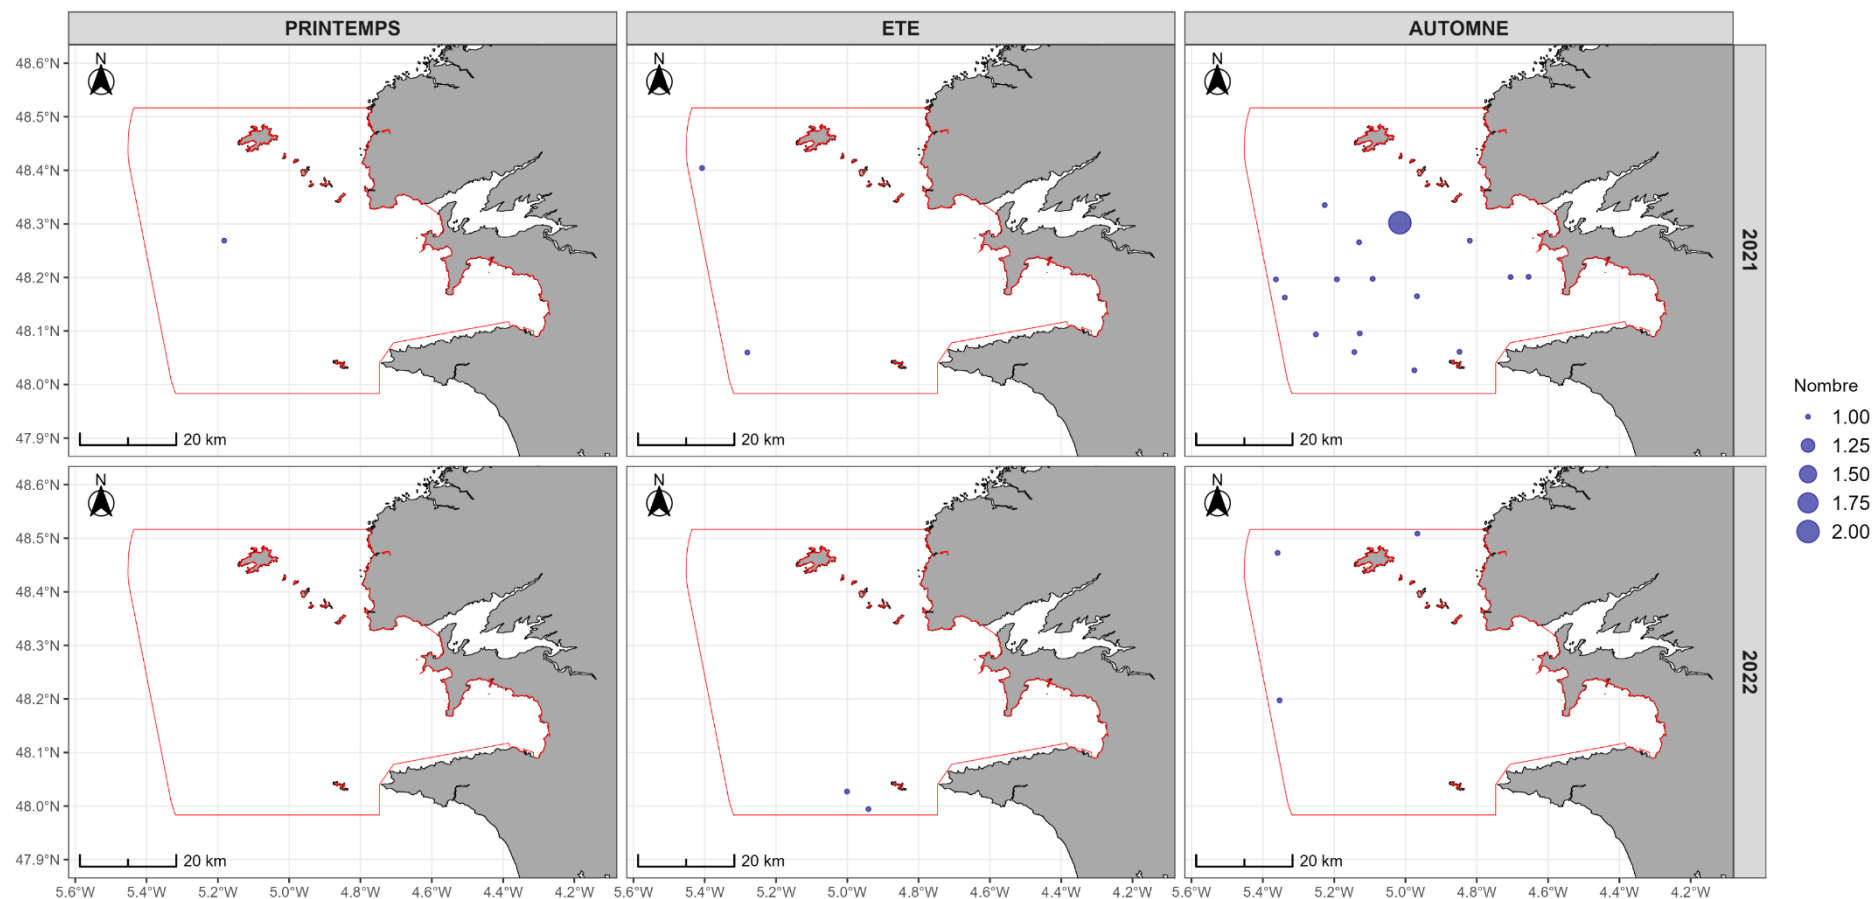 PRINTEMPS ETE AUTOMNE
N N N
48.6°N
48.5°N
48.4°N
48.3°N
48.2°N
48.1°N
48.0°N
47.9°N
20 km 20 km 20 km
2021
N N N
48.6°N
48.5°N
48.4°N
48.3°N
48.2°N
48.1°N
48.0°N
47.9°N
20 km 20 km 20 km
2022
5.6°W 5.4°W 5.2°W 5.0°W 4.8°W 4.6°W 4.4°W 4.2°W 5.6°W 5.4°W 5.2°W 5.0°W 4.8°W 4.6°W 4.4°W 4.2°W 5.6°W 5.4°W 5.2°W 5.0°W 4.8°W 4.6°W 4.4°W 4.2°W
Nombre
1.00
1.25
1.50
1.75
2.00